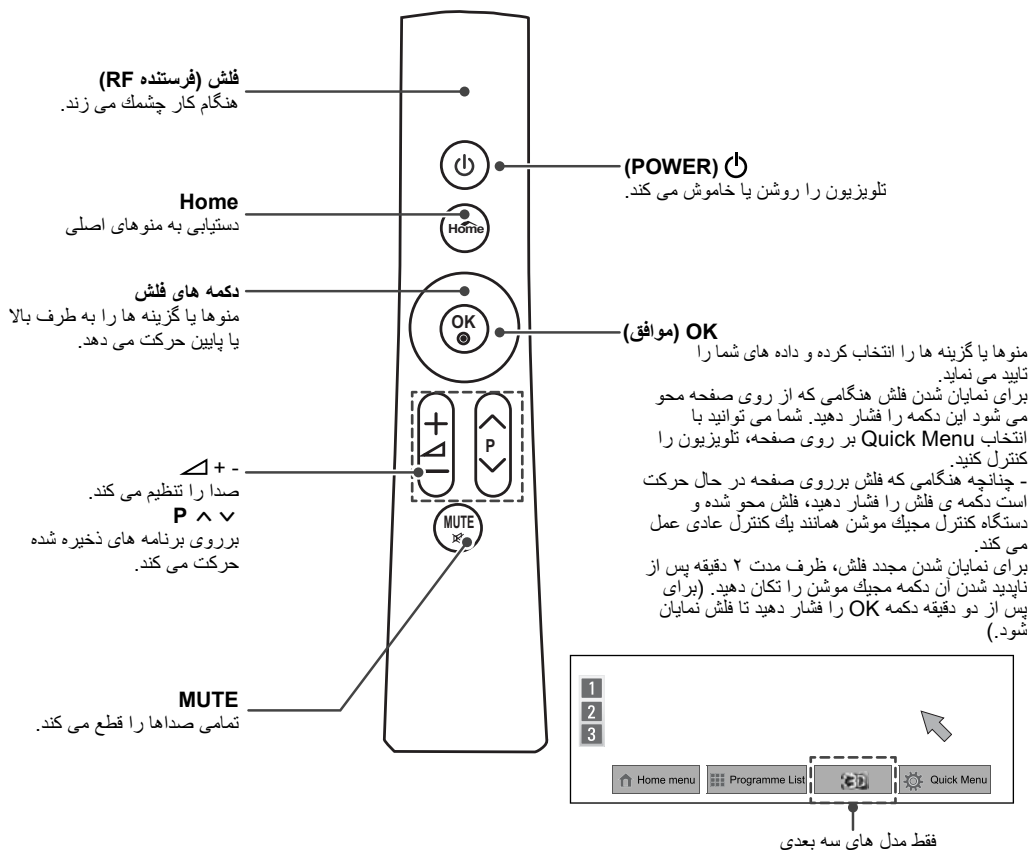 فلش (فرستنده RF)
هنگام کار چشمك می زند.
(POWER)
تلویزیون را روشن یا خاموش می کند.
Home
دستیابی به منوهای اصلی
Home
دکمه های فلش
منوها یا گزینه ها را به طرف بالا
یا پایین حرکت می دهد.
OK
OK (موافق)
منوها یا گزینه ها را انتخاب کرده و داده های شما را
تایید می نماید.
برای نمایان شدن فلش هنگامی که از روی صفحه محو
می شود این دکمه را فشار دهید. شما می توانید با
انتخاب Quick Menu بر روی صفحه، تلویزیون را
کنترل کنید.
- چنانچه هنگامی که فلش برروی صفحه در حال حرکت
است دکمه ی فلش را فشار دهید، فلش محو شده و
دستگاه کنترل مجیك موشن همانند یك کنترل عادی عمل
می کند.
برای نمایان شدن مجدد فلش، ظرف مدت ۲ دقیقه پس از
ناپدید شدن آن دکمه مجیك موشن را تکان دهید. (برای
پس از دو دقیقه دکمه OK را فشار دهید تا فلش نمایان
شود.)
+
P
−
+ -
صدا را تنظیم می کند.
P ^ v
برروی برنامه های ذخیره شده
حرکت می کند.
MUTE
MUTE
تمامی صداها را قطع می کند.
1
2
3
Home menu
Programme List
3D
Quick Menu
فقط مدل های سه بعدی